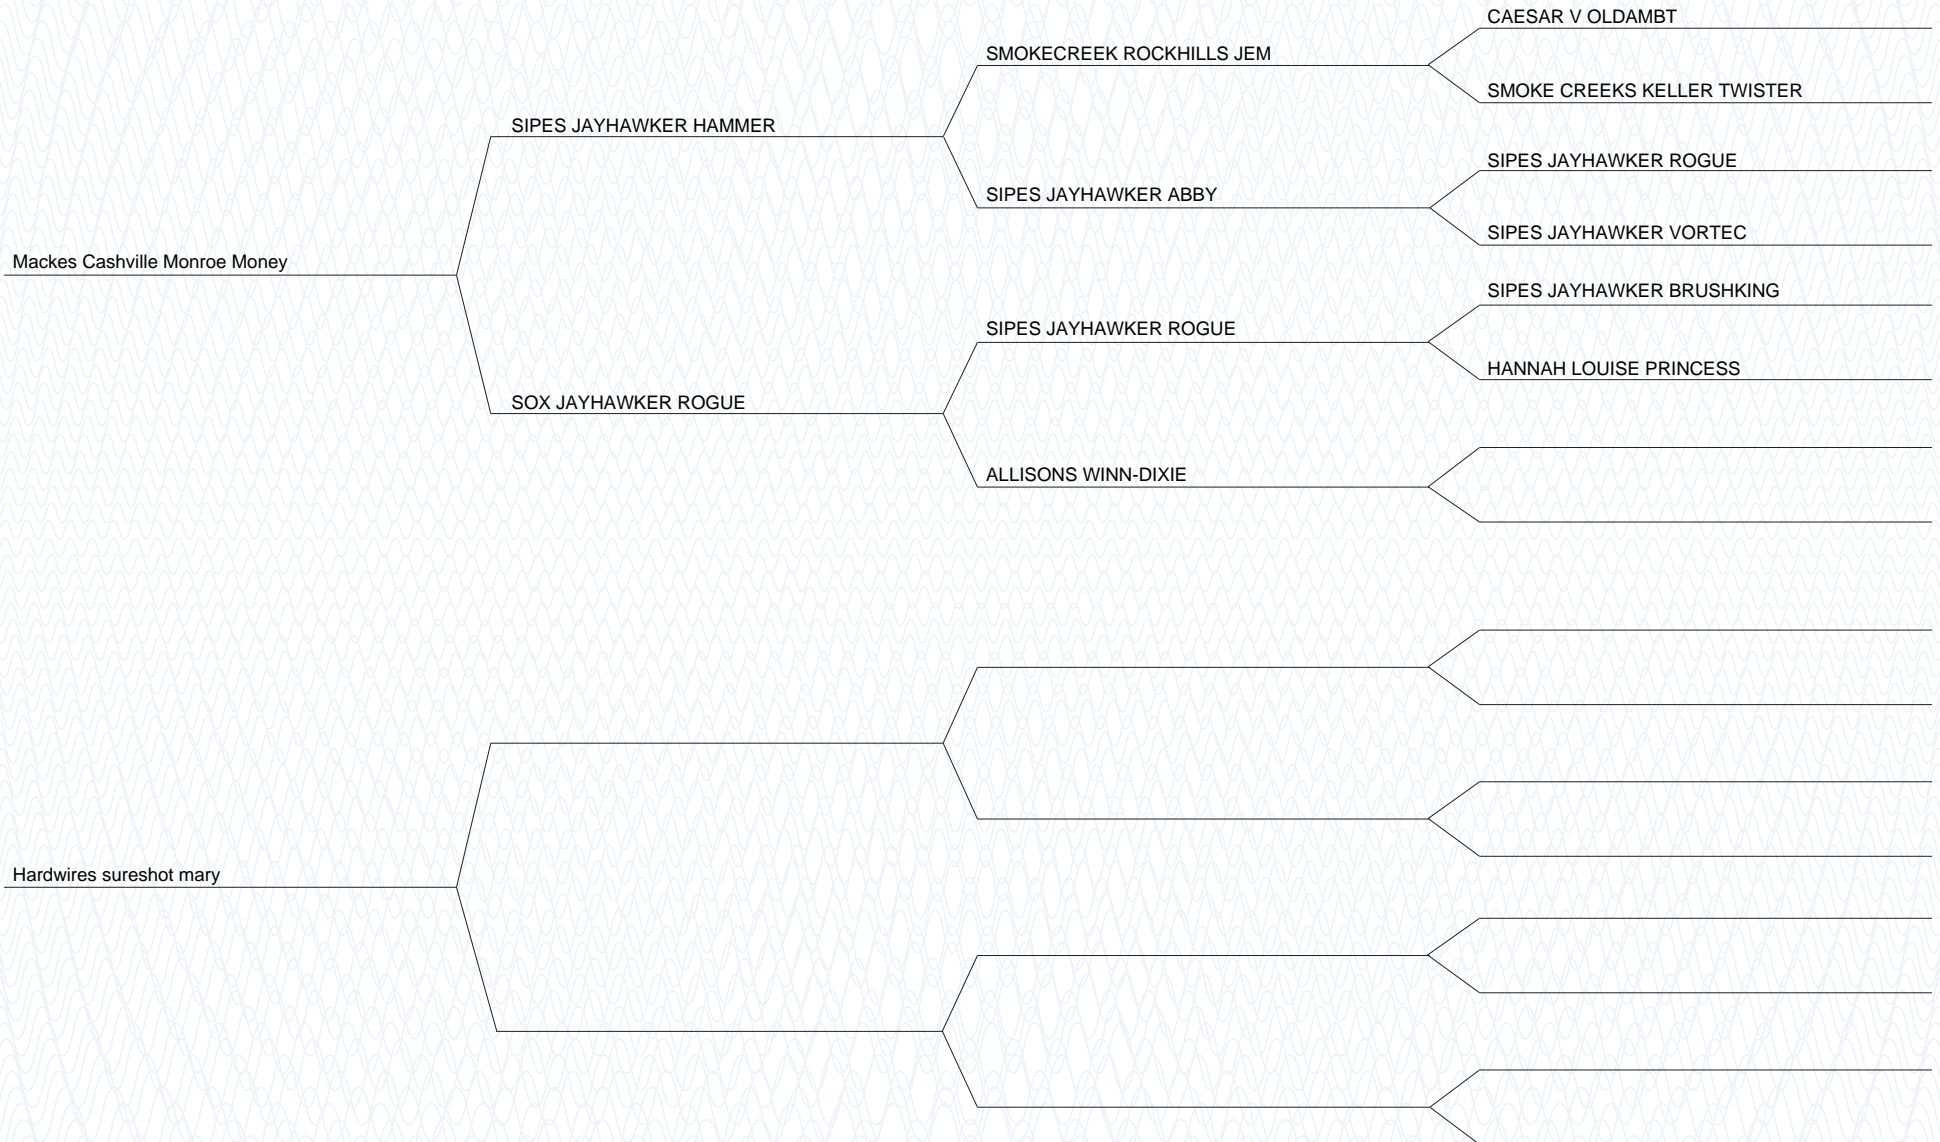 CAESAR V OLDAMBT
SMOKECREEK ROCKHILLS JEM
SMOKE CREEKS KELLER TWISTER
SIPES JAYHAWKER HAMMER
SIPES JAYHAWKER ROGUE
SIPES JAYHAWKER ABBY
SIPES JAYHAWKER VORTEC
Mackes Cashville Monroe Money
SIPES JAYHAWKER BRUSHKING
SIPES JAYHAWKER ROGUE
HANNAH LOUISE PRINCESS
SOX JAYHAWKER ROGUE
ALLISONS WINN-DIXIE
Hardwires sureshot mary